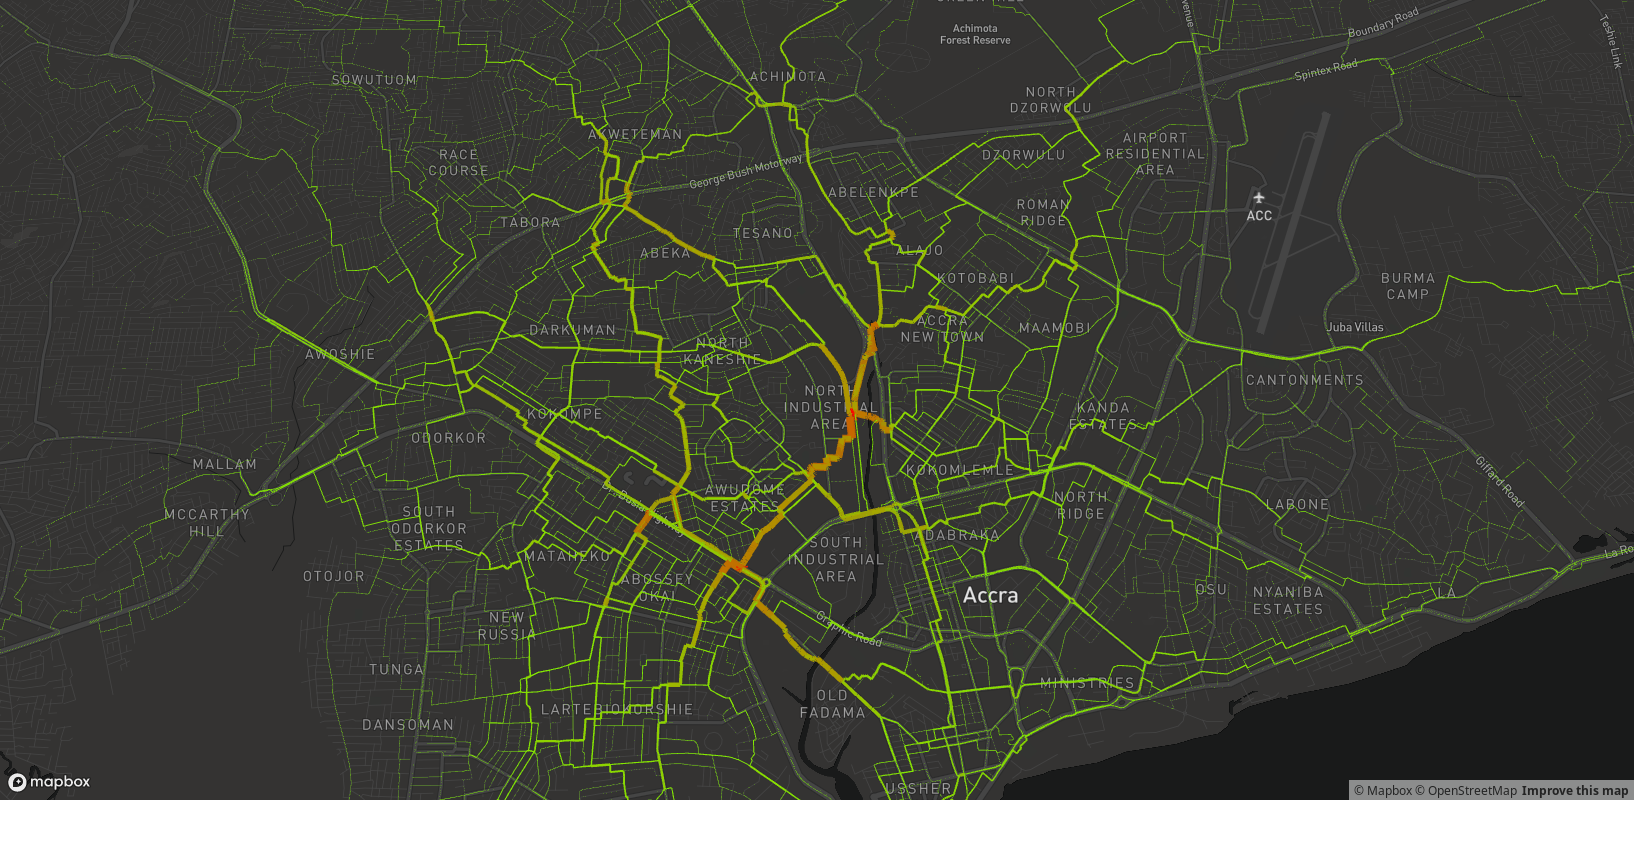 Achimota
Forest Reserve
Boundary Road
Teshie Link
Spintex Road
SOWUTUOM
ACHIMOTA
NORTH
DZORWULU
AKWETEMAN
AIRPORT
RESIDENTIAL
AREA
RACE
COURSE
DZORWULU
George Bush Motorway
ABELENKPE
ROMAN
RIDGE
ACC
TABORA
TESANO
ABEKA
ALAJO
KOTOBABI
BURMA
CAMP
DARKUMAN
ACCRA
NEW TOWN
MAAMOBI
Juba Villas
AWOSHIE
NORTH
KANESHIE
CANTONMENTS
NORTH
INDUSTRIAL
AREA
KOKOMPE
KANDA
ESTATES
ODORKOR
MALLAM
KOKOMLEMLE
Giffard Road
AWUDOME
ESTATES
NORTH
RIDGE
LABONE
MCCARTHY
HILL
SOUTH
ODORKOR
ESTATES
ADABRAKA
MATAHEKO
SOUTH
INDUSTRIAL
AREA
OTOJOR
ABOSSEY
OKAI
Accra
OSU
NYANIBA
ESTATES
LA
NEW
RUSSIA
Graphic Road
TUNGA
MINISTRIES
OLD
FADAMA
LARTEBIOKORSHIE
DANSOMAN
USSHER
mapbox
© Mapbox © OpenStreetMap Improve this map